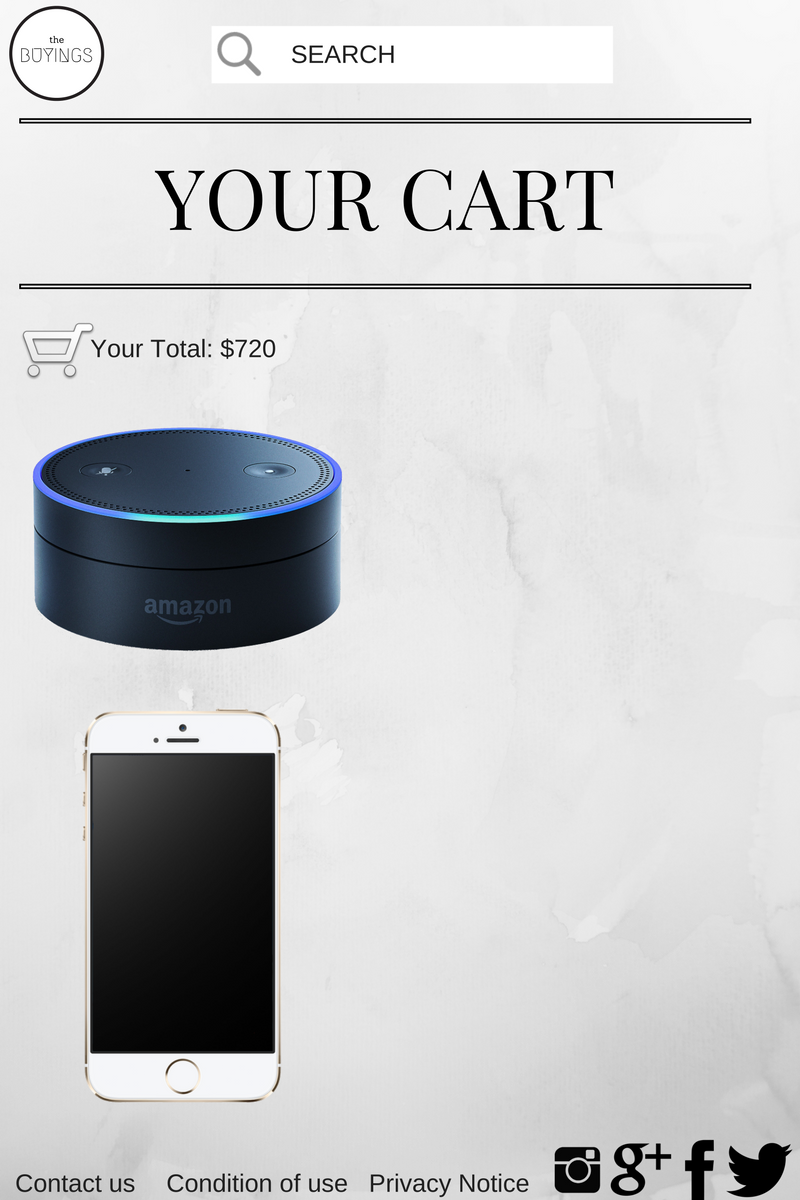 the
BUYINGS
SEARCH
YOUR CART
Your Total: $720
amazon
g+
Contact us
Condition of use
Privacy Notice